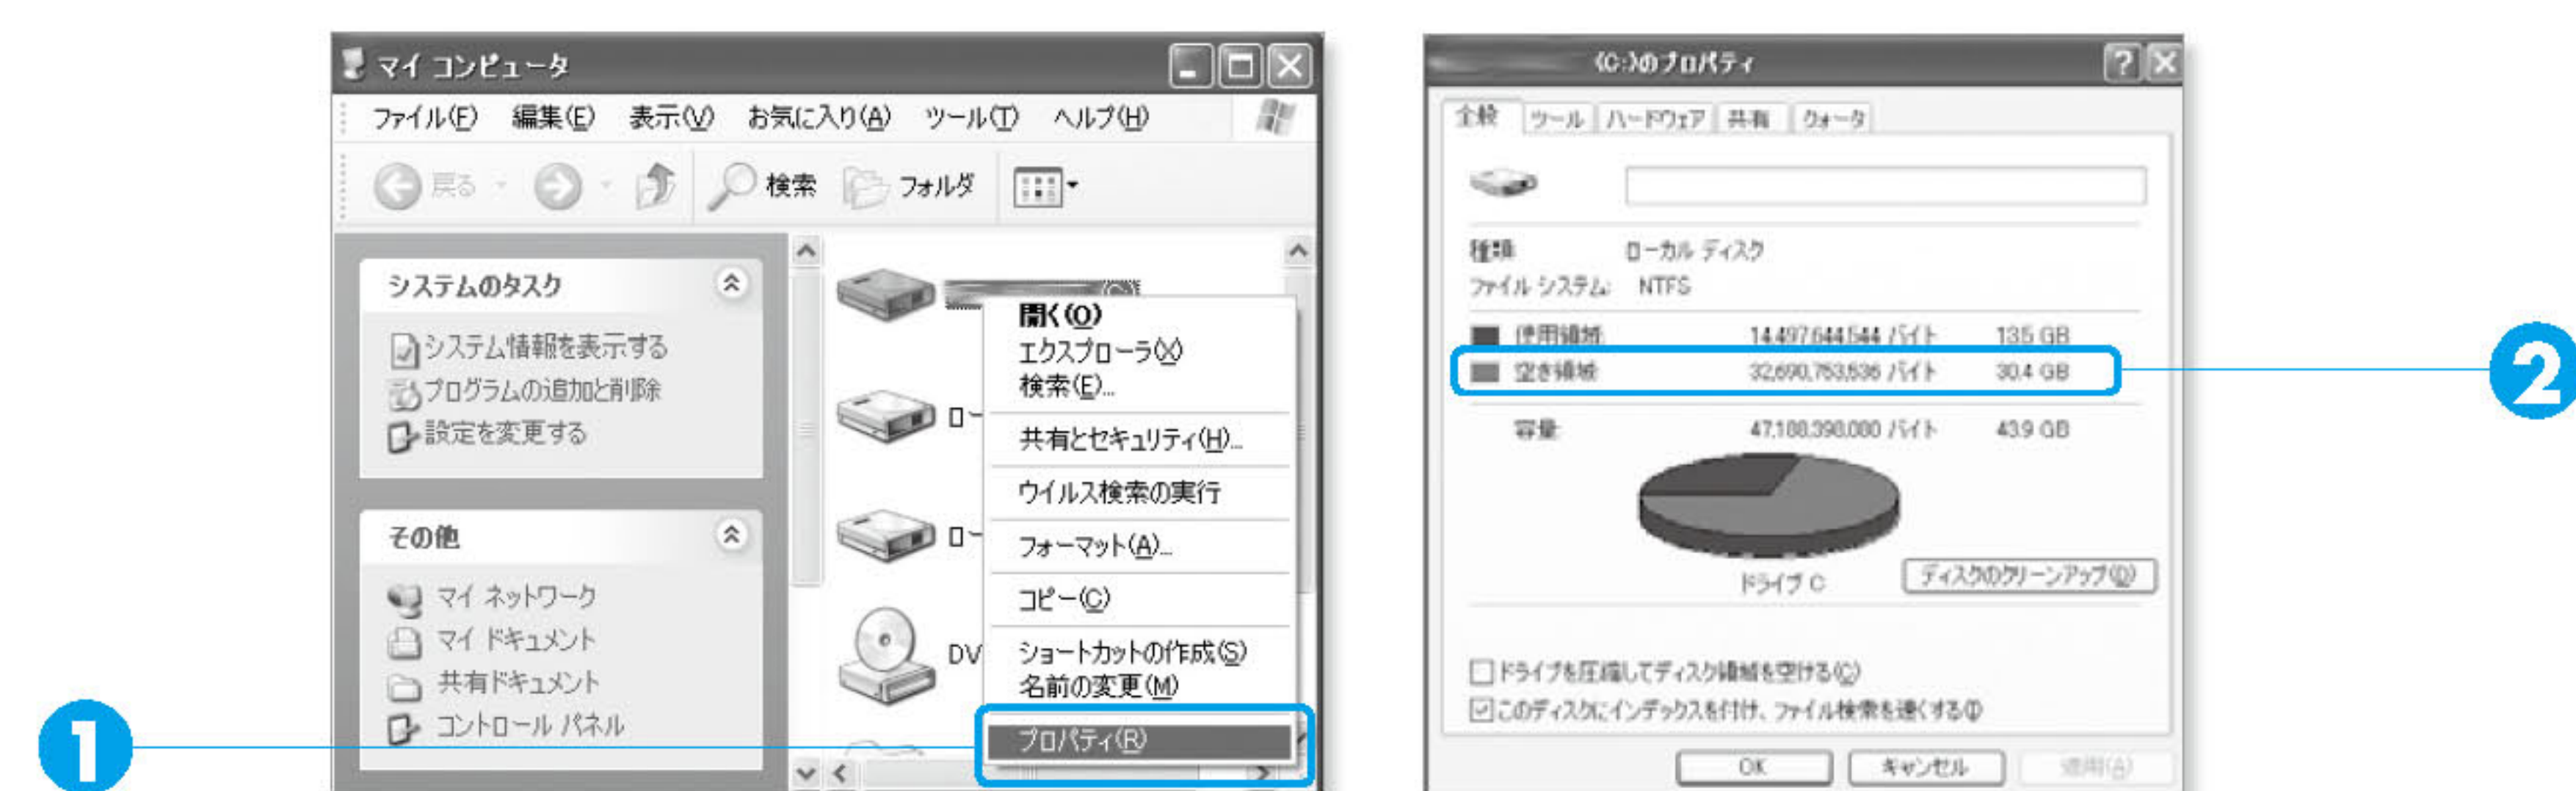 マイ コンピュータ
ファイル(F) 編集(E) 表示(V) お気に入り(A) ツール(T) ヘルプ(H)
戻る 検索 フォルダ
システムのタスク
システム情報を表示する
プログラムの追加と削除
設定を変更する
その他
マイ ネットワーク
マイ ドキュメント
共有ドキュメント
コントロール パネル
ロー
ロー
DV
開く(O)
エクスプローラ(X)
検索(E)...
共有とセキュリティ(H)...
ウイルス検索の実行
フォーマット(A)...
コピー(C)
ショートカットの作成(S)
名前の変更(M)
プロパティ(R)
1
(C:)のプロパティ
全般 ツール ハードウェア 共有 クォータ
種類: ローカル ディスク
ファイル システム: NTFS
使用領域: 14,497,644,544 バイト 13.5 GB
空き領域: 32,690,753,536 バイト 30.4 GB
容量: 47,188,398,080 バイト 43.9 GB
ドライブ C
ディスクのクリーンアップ(D)
ドライブを圧縮してディスク領域を空ける(C)
このディスクにインデックスを付け、ファイル検索を速くする(I)
OK キャンセル 適用(A)
2